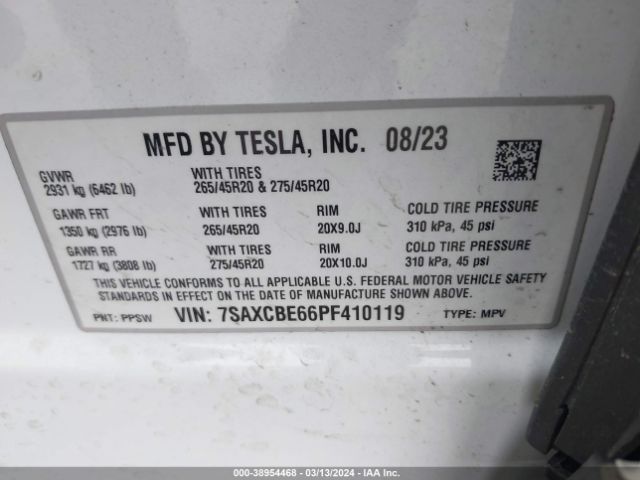 MFD BY TESLA, INC. 08/23
GVWR
2931 kg (6462 lb)
WITH TIRES
265/45R20 & 275/45R20
GAWR FRT WITH TIRES RIM COLD TIRE PRESSURE
1350 kg (2976 lb) 265/45R20 20X9.0J 310 kPa, 45 psi
GAWR RR WITH TIRES RIM COLD TIRE PRESSURE
1727 kg (3808 lb) 275/45R20 20X10.0J 310 kPa, 45 psi
THIS VEHICLE CONFORMS TO ALL APPLICABLE U.S. FEDERAL MOTOR VEHICLE SAFETY
STANDARDS IN EFFECT ON THE DATE OF MANUFACTURE SHOWN ABOVE.
PNT: PPSW VIN: 7SAXCBE66PF410119 TYPE: MPV
000-38954468 - 03/13/2024 - IAA Inc.